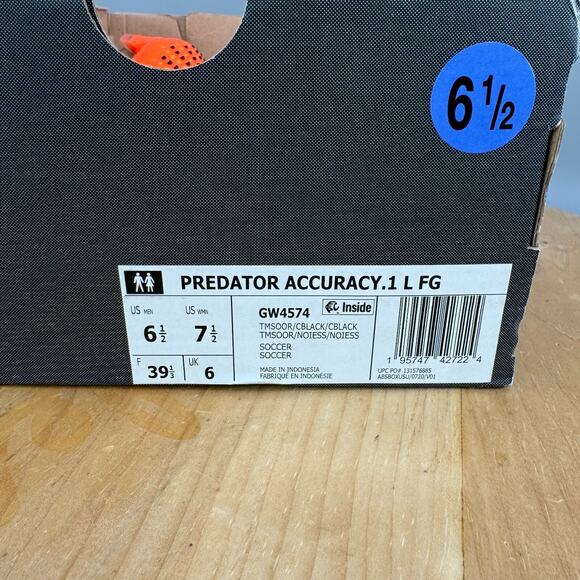 6 1/2
PREDATOR ACCURACY.1 L FG
US MEN
6 1/2
US WMN
7 1/2
F
39 1/3
UK
6
GW4574
Inside
TMSOOR/CBLACK/CBLACK
TMSOOR/NOIESS/NOIESS
SOCCER
SOCCER
MADE IN INDONESIA
FABRIQUÉ EN INDONÉSIE
1 95747 42722 4
UPC PO# 131576885
ABSBOXUSU/0720/V01